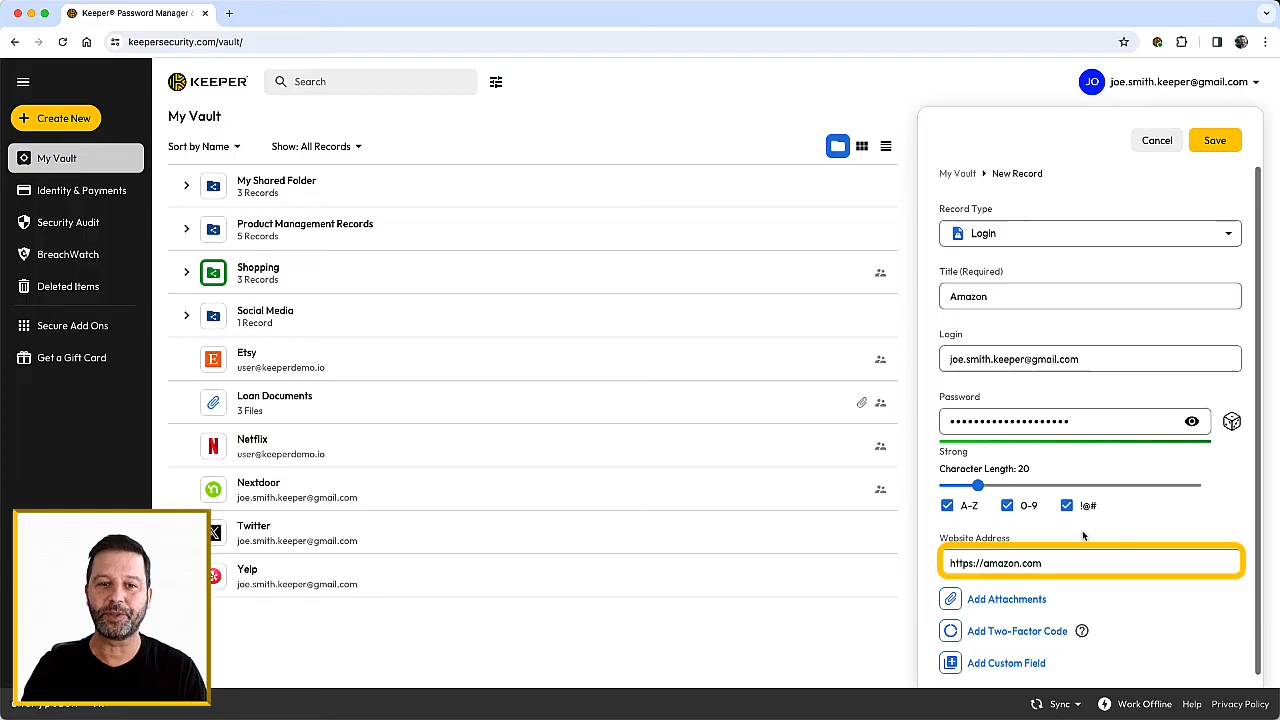 Keeper® Password Manager &
keepersecurity.com/vault/
KEEPER
Search
JO
joe.smith.keeper@gmail.com
Create New
My Vault
Identity & Payments
Security Audit
BreachWatch
Deleted Items
Secure Add Ons
Get a Gift Card
My Vault
Sort by Name
Show: All Records
My Shared Folder
3 Records
Product Management Records
5 Records
Shopping
3 Records
Social Media
1 Record
Etsy
user@keeperdemo.io
Loan Documents
3 Files
Netflix
user@keeperdemo.io
Nextdoor
joe.smith.keeper@gmail.com
Twitter
joe.smith.keeper@gmail.com
Yelp
joe.smith.keeper@gmail.com
Cancel
Save
My Vault
New Record
Record Type
Login
Title (Required)
Amazon
Login
joe.smith.keeper@gmail.com
Password
••••••••••••••••••••
Strong
Character Length: 20
A-Z
0-9
!@#
Website Address
https://amazon.com
Add Attachments
Add Two-Factor Code
Add Custom Field
Sync
Work Offline
Help
Privacy Policy